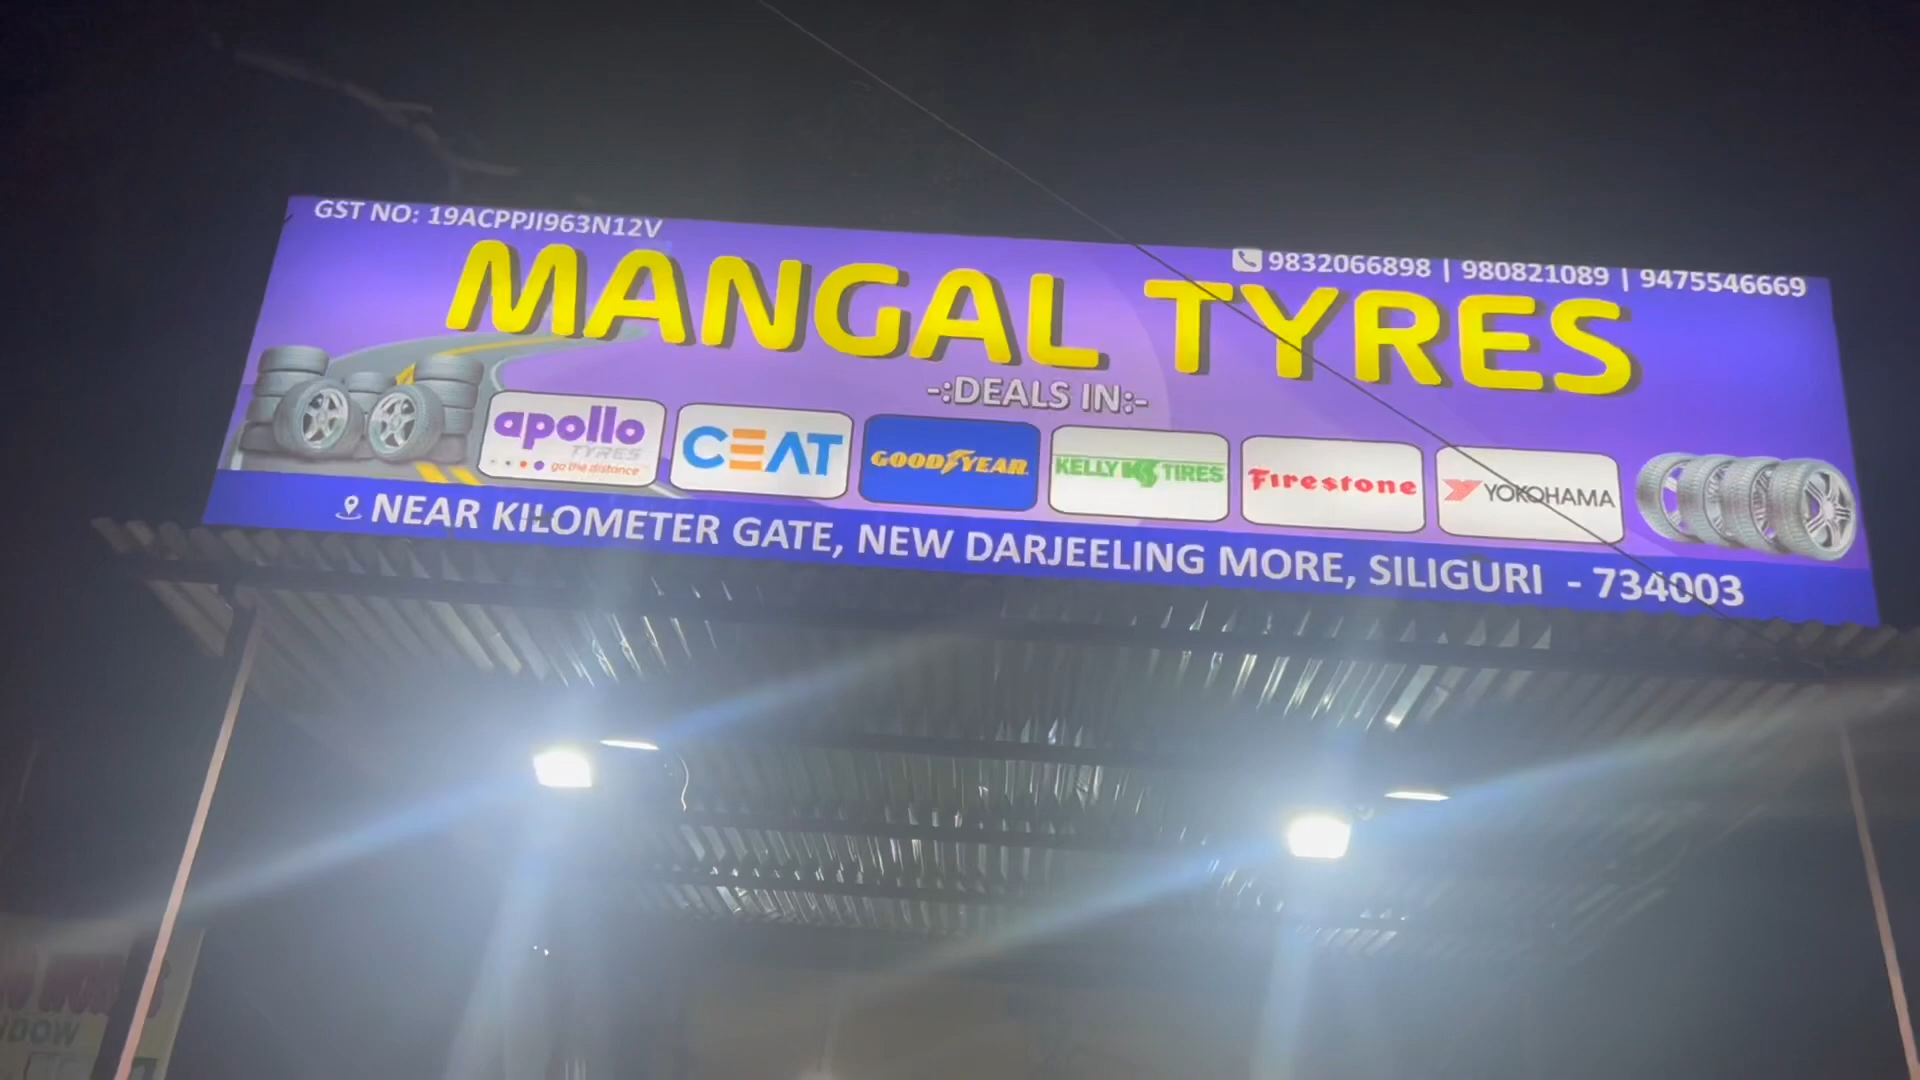 GST NO: 19ACPPJI963N12V
9832066898 | 980821089 | 9475546669
MANGAL TYRES
-:DEALS IN:-
apollo
TYRES
go the distance
CEAT
GOODYEAR
KELLY TIRES
Firestone
YOKOHAMA
NEAR KILOMETER GATE, NEW DARJEELING MORE, SILIGURI - 734003